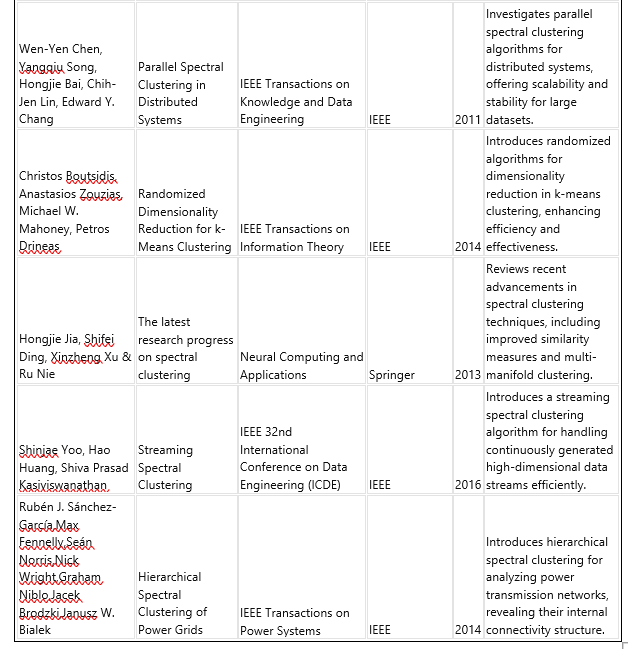 Wen-Yen Chen,
Yangqiu Song,
Hongjie Bai, Chih-
Jen Lin, Edward Y.
Chang
Parallel Spectral
Clustering in
Distributed
Systems
IEEE Transactions on
Knowledge and Data
Engineering
IEEE
2011
Investigates parallel
spectral clustering
algorithms for
distributed systems,
offering scalability and
stability for large
datasets.
Christos Boutsidis,
Anastasios Zouzias,
Michael W.
Mahoney, Petros
Drineas
Randomized
Dimensionality
Reduction for k-
Means Clustering
IEEE Transactions on
Information Theory
IEEE
2014
Introduces randomized
algorithms for
dimensionality
reduction in k-means
clustering, enhancing
efficiency and
effectiveness.
Hongjie Jia, Shifei
Ding, Xinzheng Xu &
Ru Nie
The latest
research progress
on spectral
clustering
Neural Computing and
Applications
Springer
2013
Reviews recent
advancements in
spectral clustering
techniques, including
improved similarity
measures and multi-
manifold clustering.
Shinjae Yoo, Hao
Huang, Shiva Prasad
Kasiviswanathan
Streaming
Spectral
Clustering
IEEE 32nd
International
Conference on Data
Engineering (ICDE)
IEEE
2016
Introduces a streaming
spectral clustering
algorithm for handling
continuously generated
high-dimensional data
streams efficiently.
Rubén J. Sánchez-
García,Max
Fennelly,Seán
Norris,Nick
Wright,Graham
Niblo,Jacek
Brodzki,Janusz W.
Bialek
Hierarchical
Spectral
Clustering of
Power Grids
IEEE Transactions on
Power Systems
IEEE
2014
Introduces hierarchical
spectral clustering for
analyzing power
transmission networks,
revealing their internal
connectivity structure.